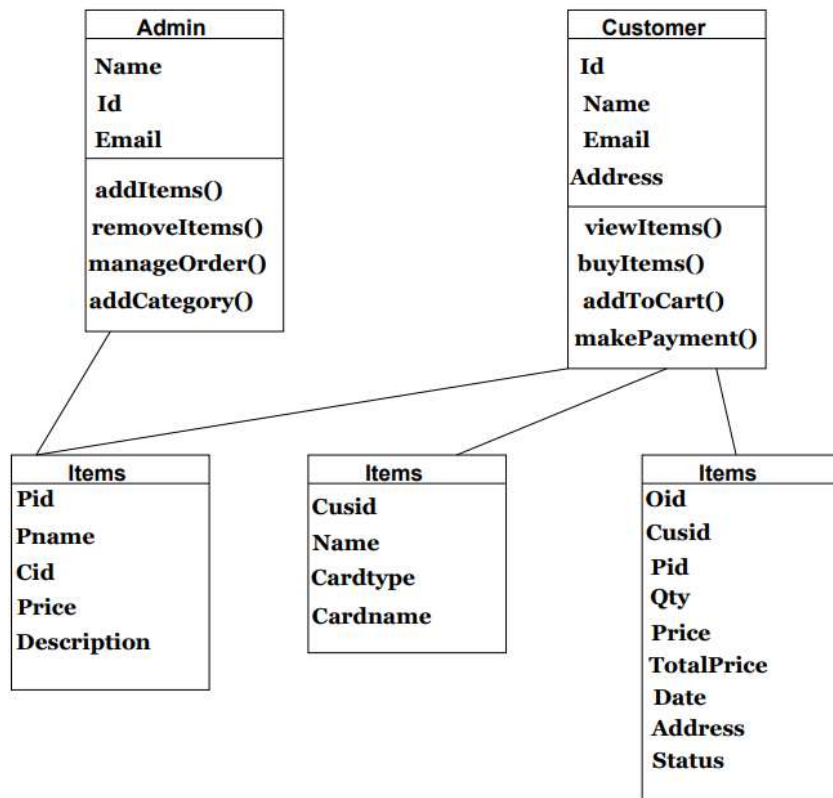 Admin
Name
Id
Email
addItems()
removeItems()
manageOrder()
addCategory()
Customer
Id
Name
Email
Address
viewItems()
buyItems()
addToCart()
makePayment()
Items
Pid
Pname
Cid
Price
Description
Items
Cusid
Name
Cardtype
Cardname
Items
Oid
Cusid
Pid
Qty
Price
TotalPrice
Date
Address
Status